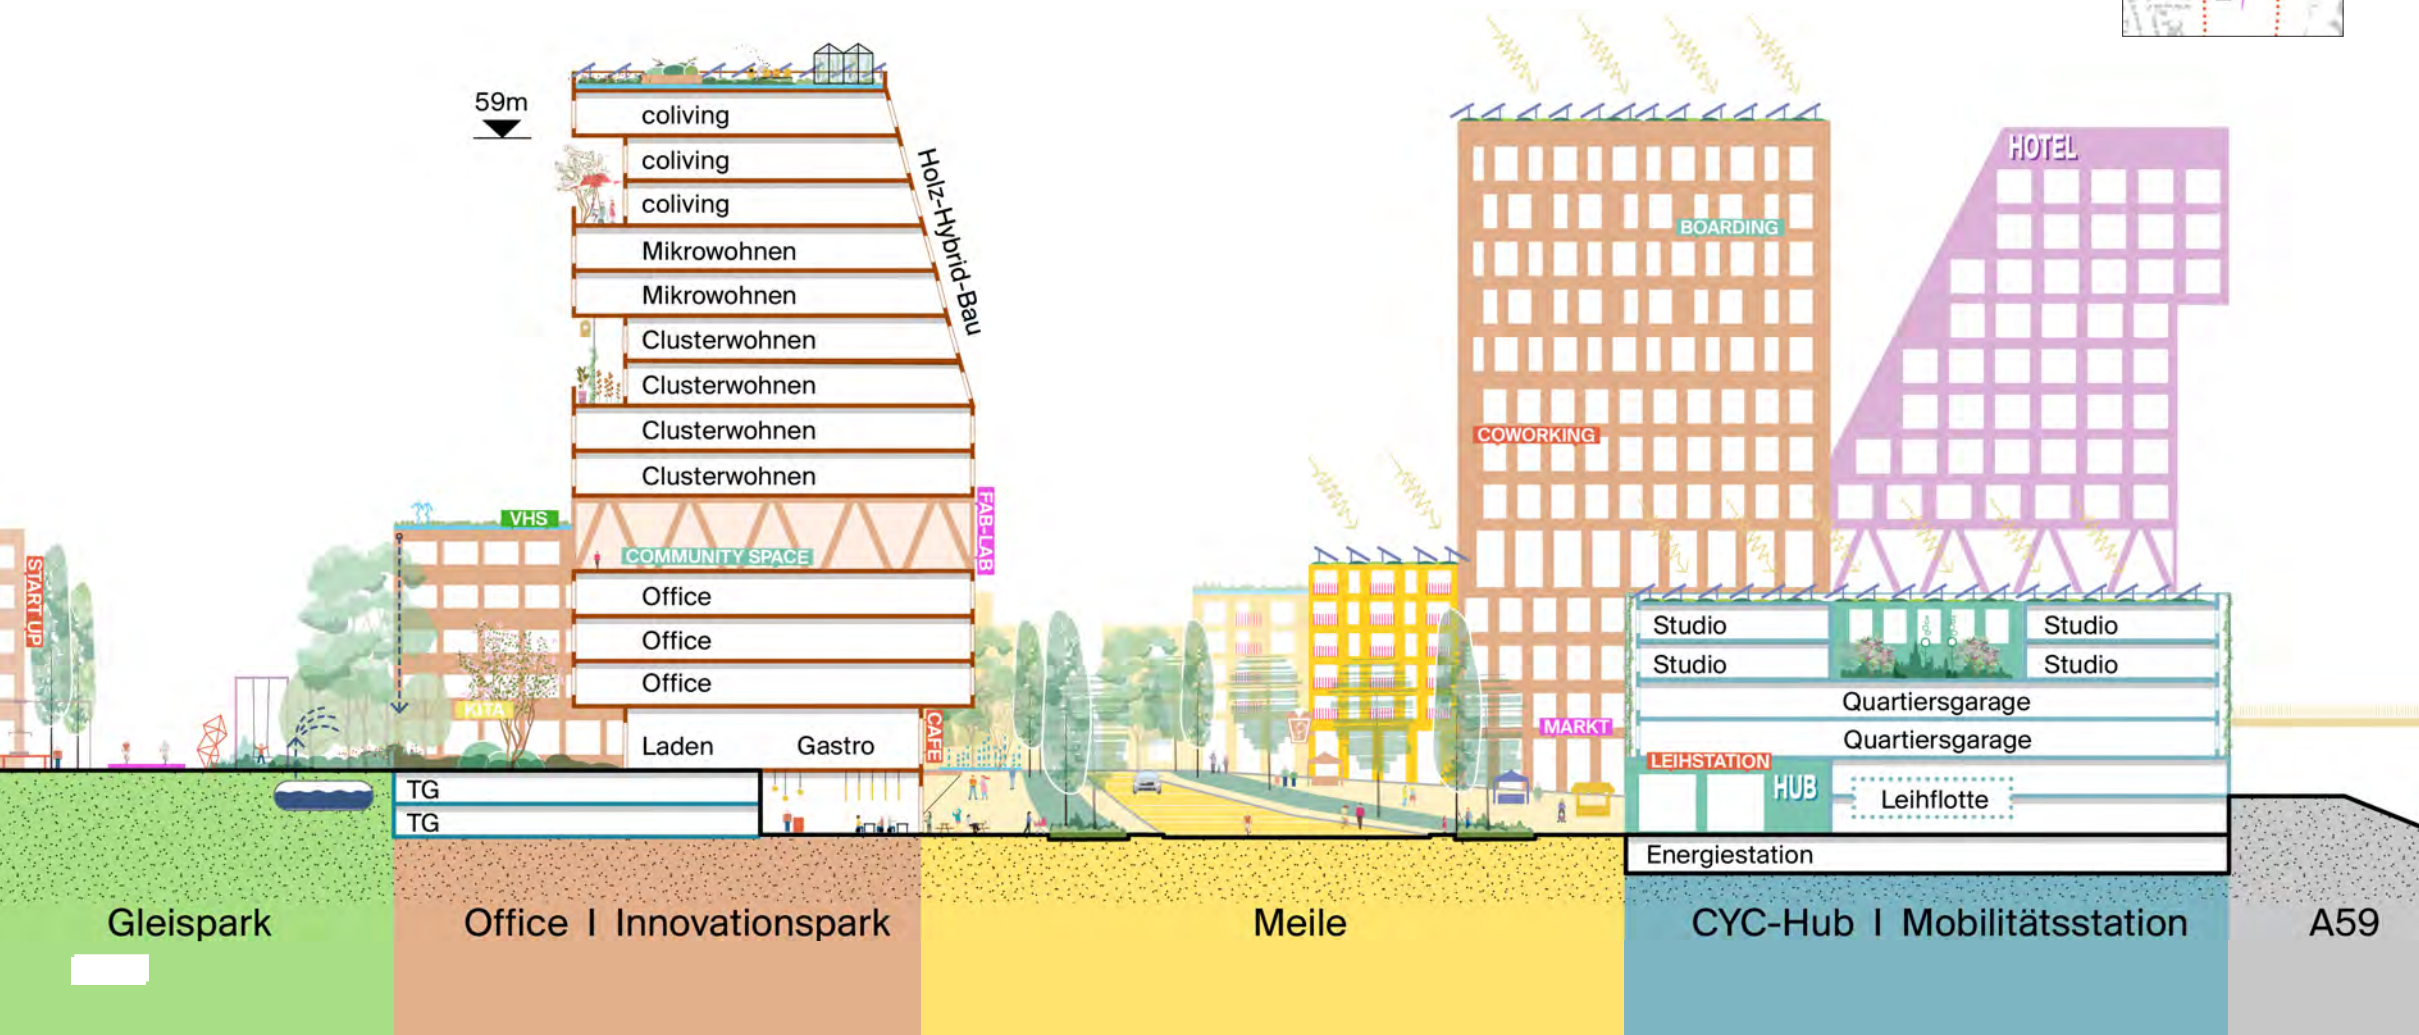 59m
coliving
coliving
coliving
Mikrowohnen
Mikrowohnen
Clusterwohnen
Clusterwohnen
Clusterwohnen
Clusterwohnen
Holz-Hybrid-Bau
VHS
COMMUNITY SPACE
FAB-LAB
START UP
Office
Office
Office
KITA
Laden Gastro
CAFE
TG
TG
BOARDING
COWORKING
HOTEL
MARKT
Studio Studio
Studio Studio
Quartiersgarage
Quartiersgarage
LEIHSTATION
HUB
Leihflotte
Energiestation
Gleispark
Office I Innovationspark
Meile
CYC-Hub I Mobilitätsstation
A59